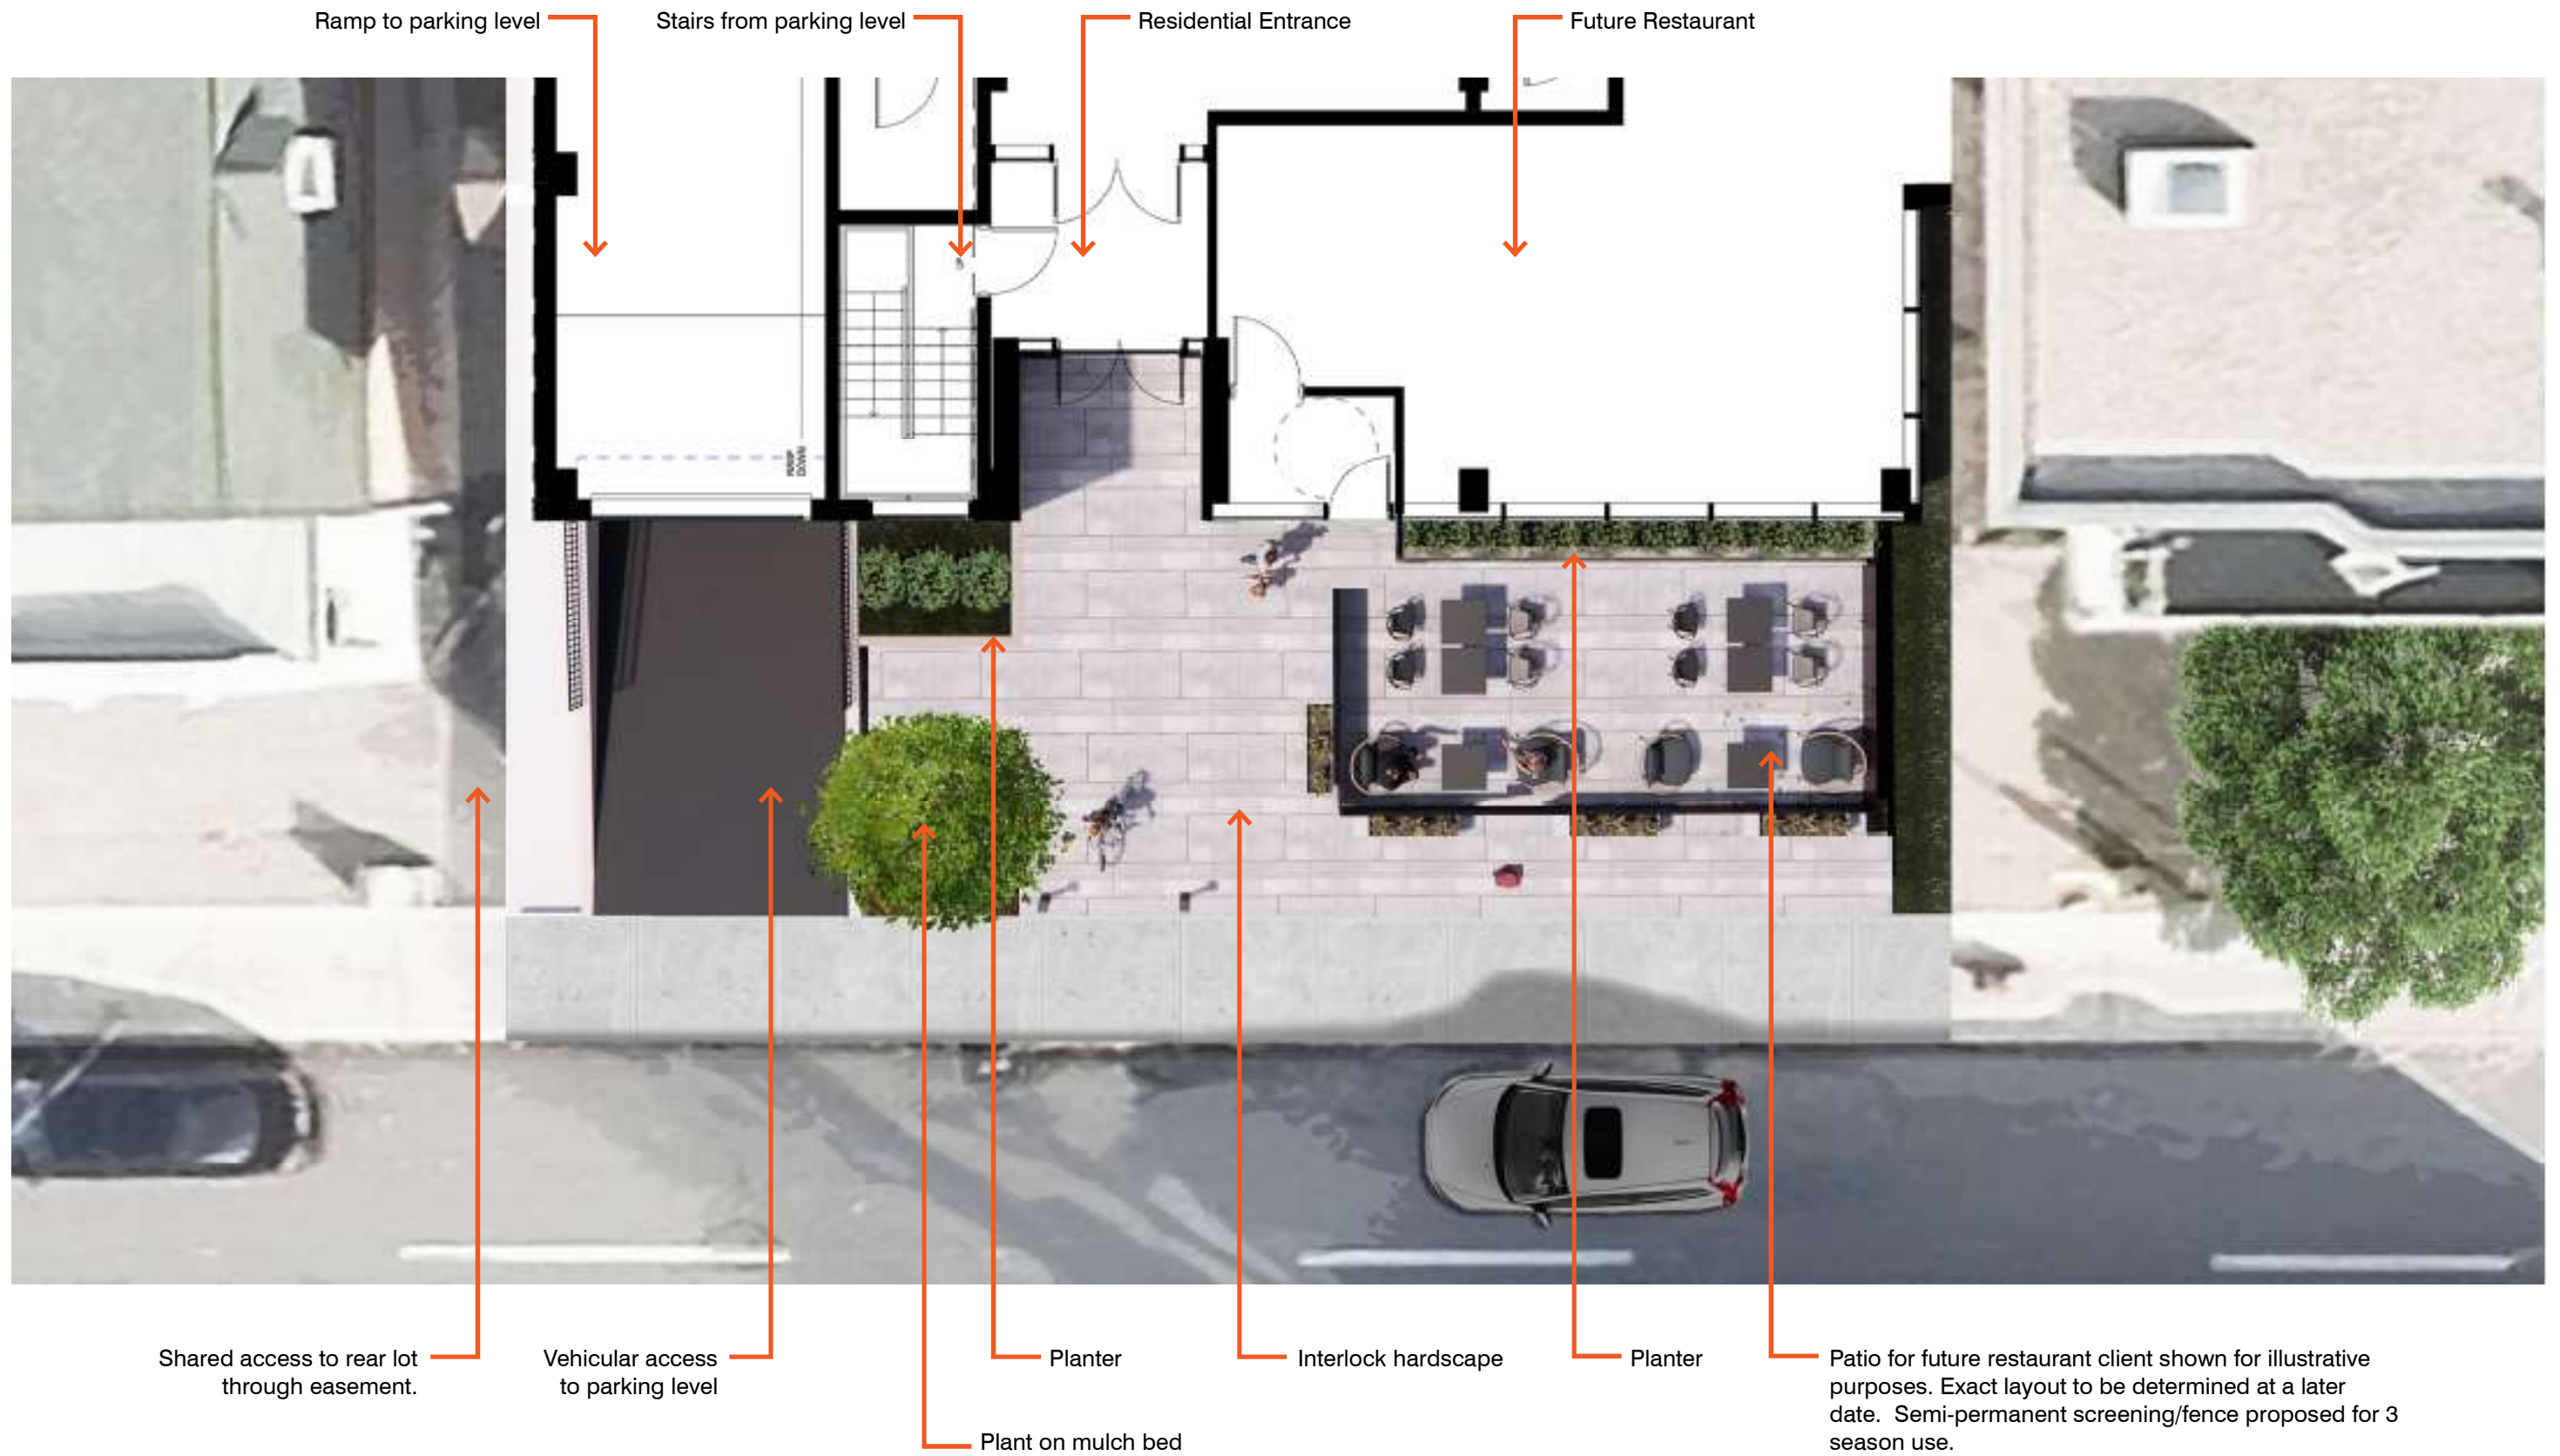 Ramp to parking level
Stairs from parking level
Residential Entrance
Future Restaurant
UP
RAMP
DOWN
Shared access to rear lot
through easement.
Vehicular access
to parking level
Planter
Interlock hardscape
Planter
Patio for future restaurant client shown for illustrative
purposes. Exact layout to be determined at a later
date.  Semi-permanent screening/fence proposed for 3
season use.
Plant on mulch bed